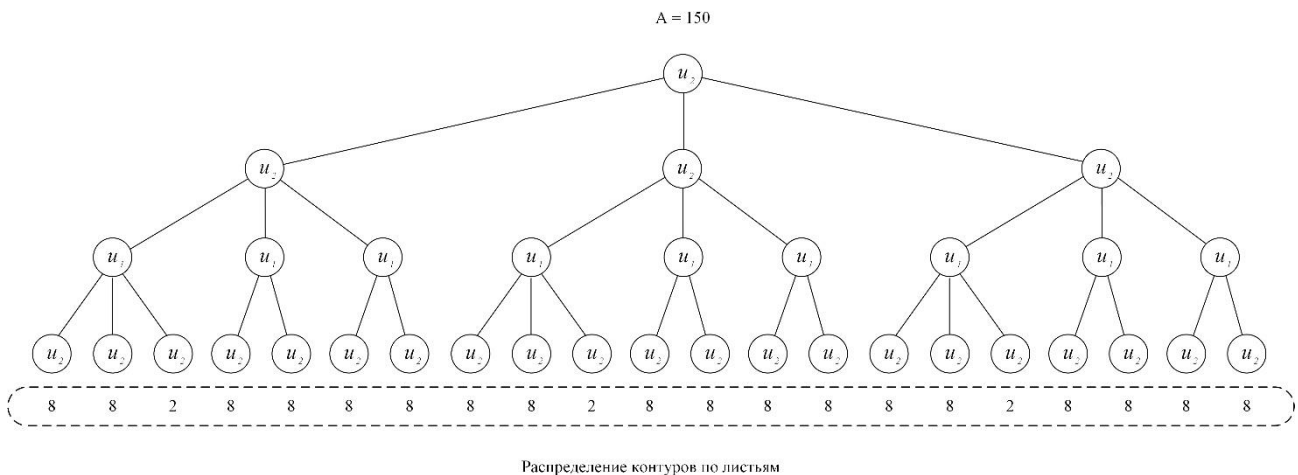 A = 150
u₂
u₂ u₂ u₂
u₁ u₁ u₁ u₁ u₁ u₁ u₁ u₁ u₁
u₂ u₂ u₂ u₂ u₂ u₂ u₂ u₂ u₂ u₂ u₂ u₂ u₂ u₂ u₂ u₂ u₂ u₂ u₂ u₂ u₂
8 8 2 8 8 8 8 8 8 2 8 8 8 8 8 8 2 8 8 8 8
Распределение контуров по листьям